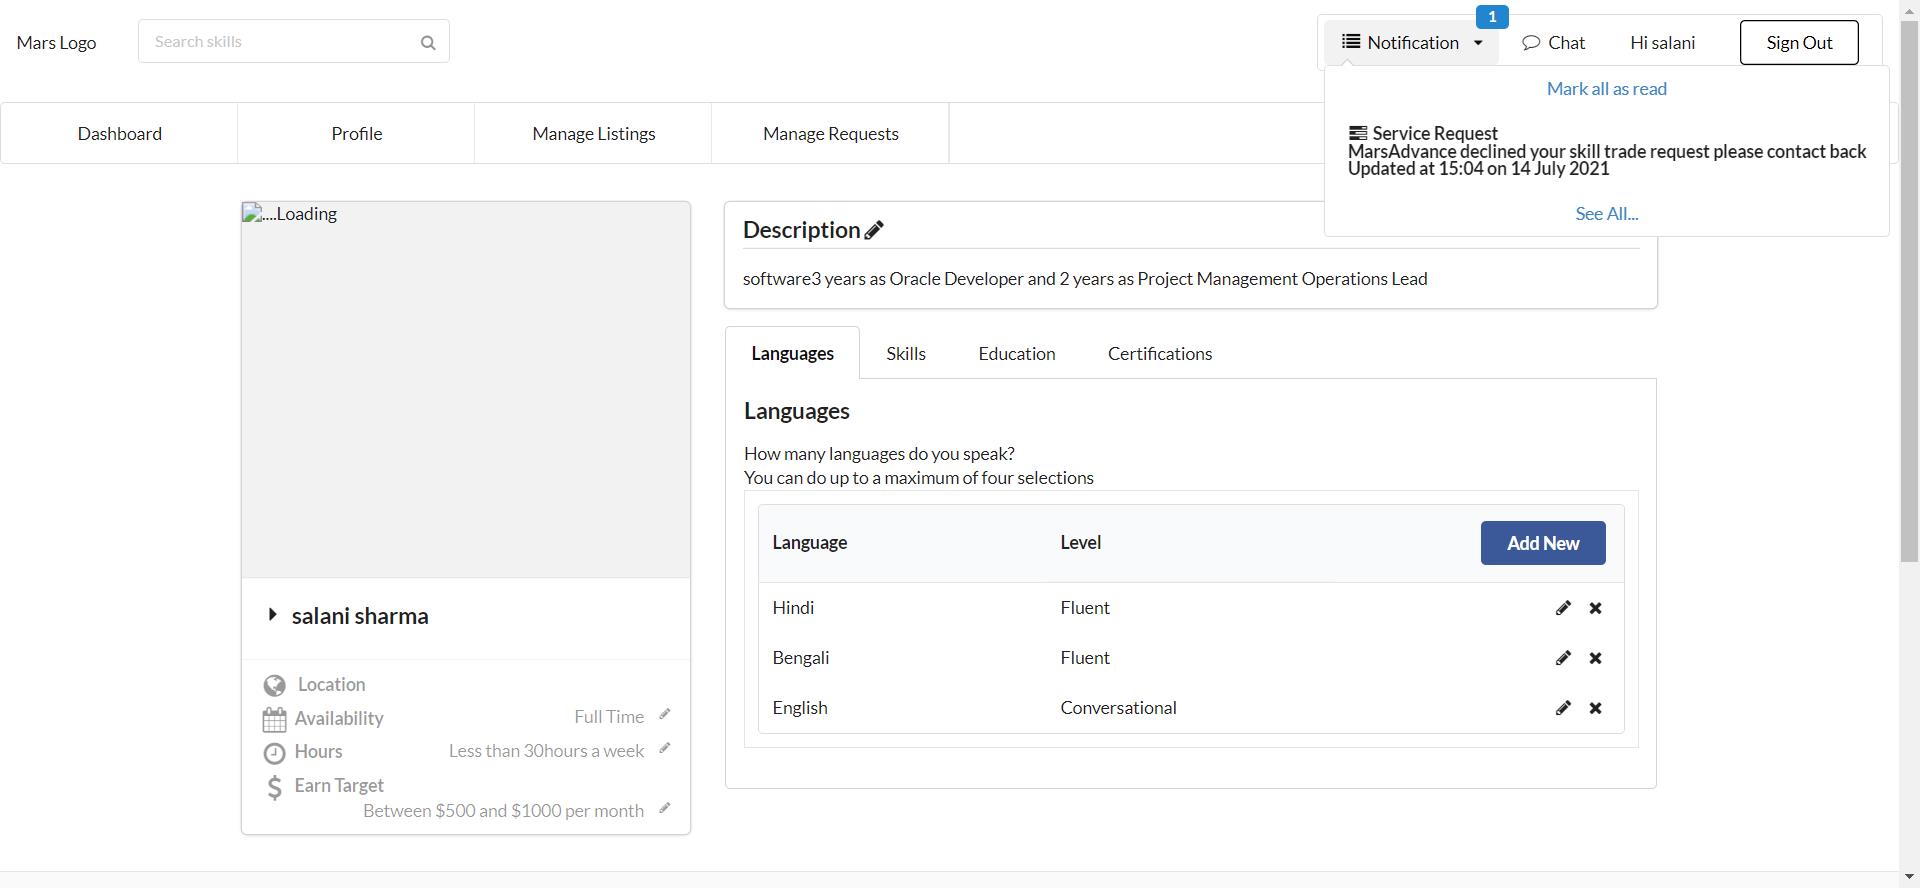 Mars Logo
Search skills
Notification
1
Chat
Hi salani
Sign Out
Mark all as read
Service Request
MarsAdvance declined your skill trade request please contact back
Updated at 15:04 on 14 July 2021
See All...
Dashboard
Profile
Manage Listings
Manage Requests
....Loading
salani sharma
Location
Availability
Full Time
Hours
Less than 30hours a week
Earn Target
Between $500 and $1000 per month
Description
software3 years as Oracle Developer and 2 years as Project Management Operations Lead
Languages
Skills
Education
Certifications
Languages
How many languages do you speak?
You can do up to a maximum of four selections
Language
Level
Add New
Hindi
Fluent
Bengali
Fluent
English
Conversational